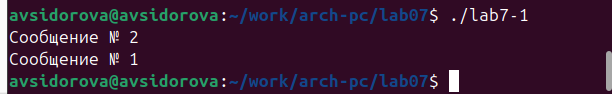 avsidorova@avsidorova:~/work/arch-pc/lab07$ ./lab7-1
Сообщение № 2
Сообщение № 1
avsidorova@avsidorova:~/work/arch-pc/lab07$